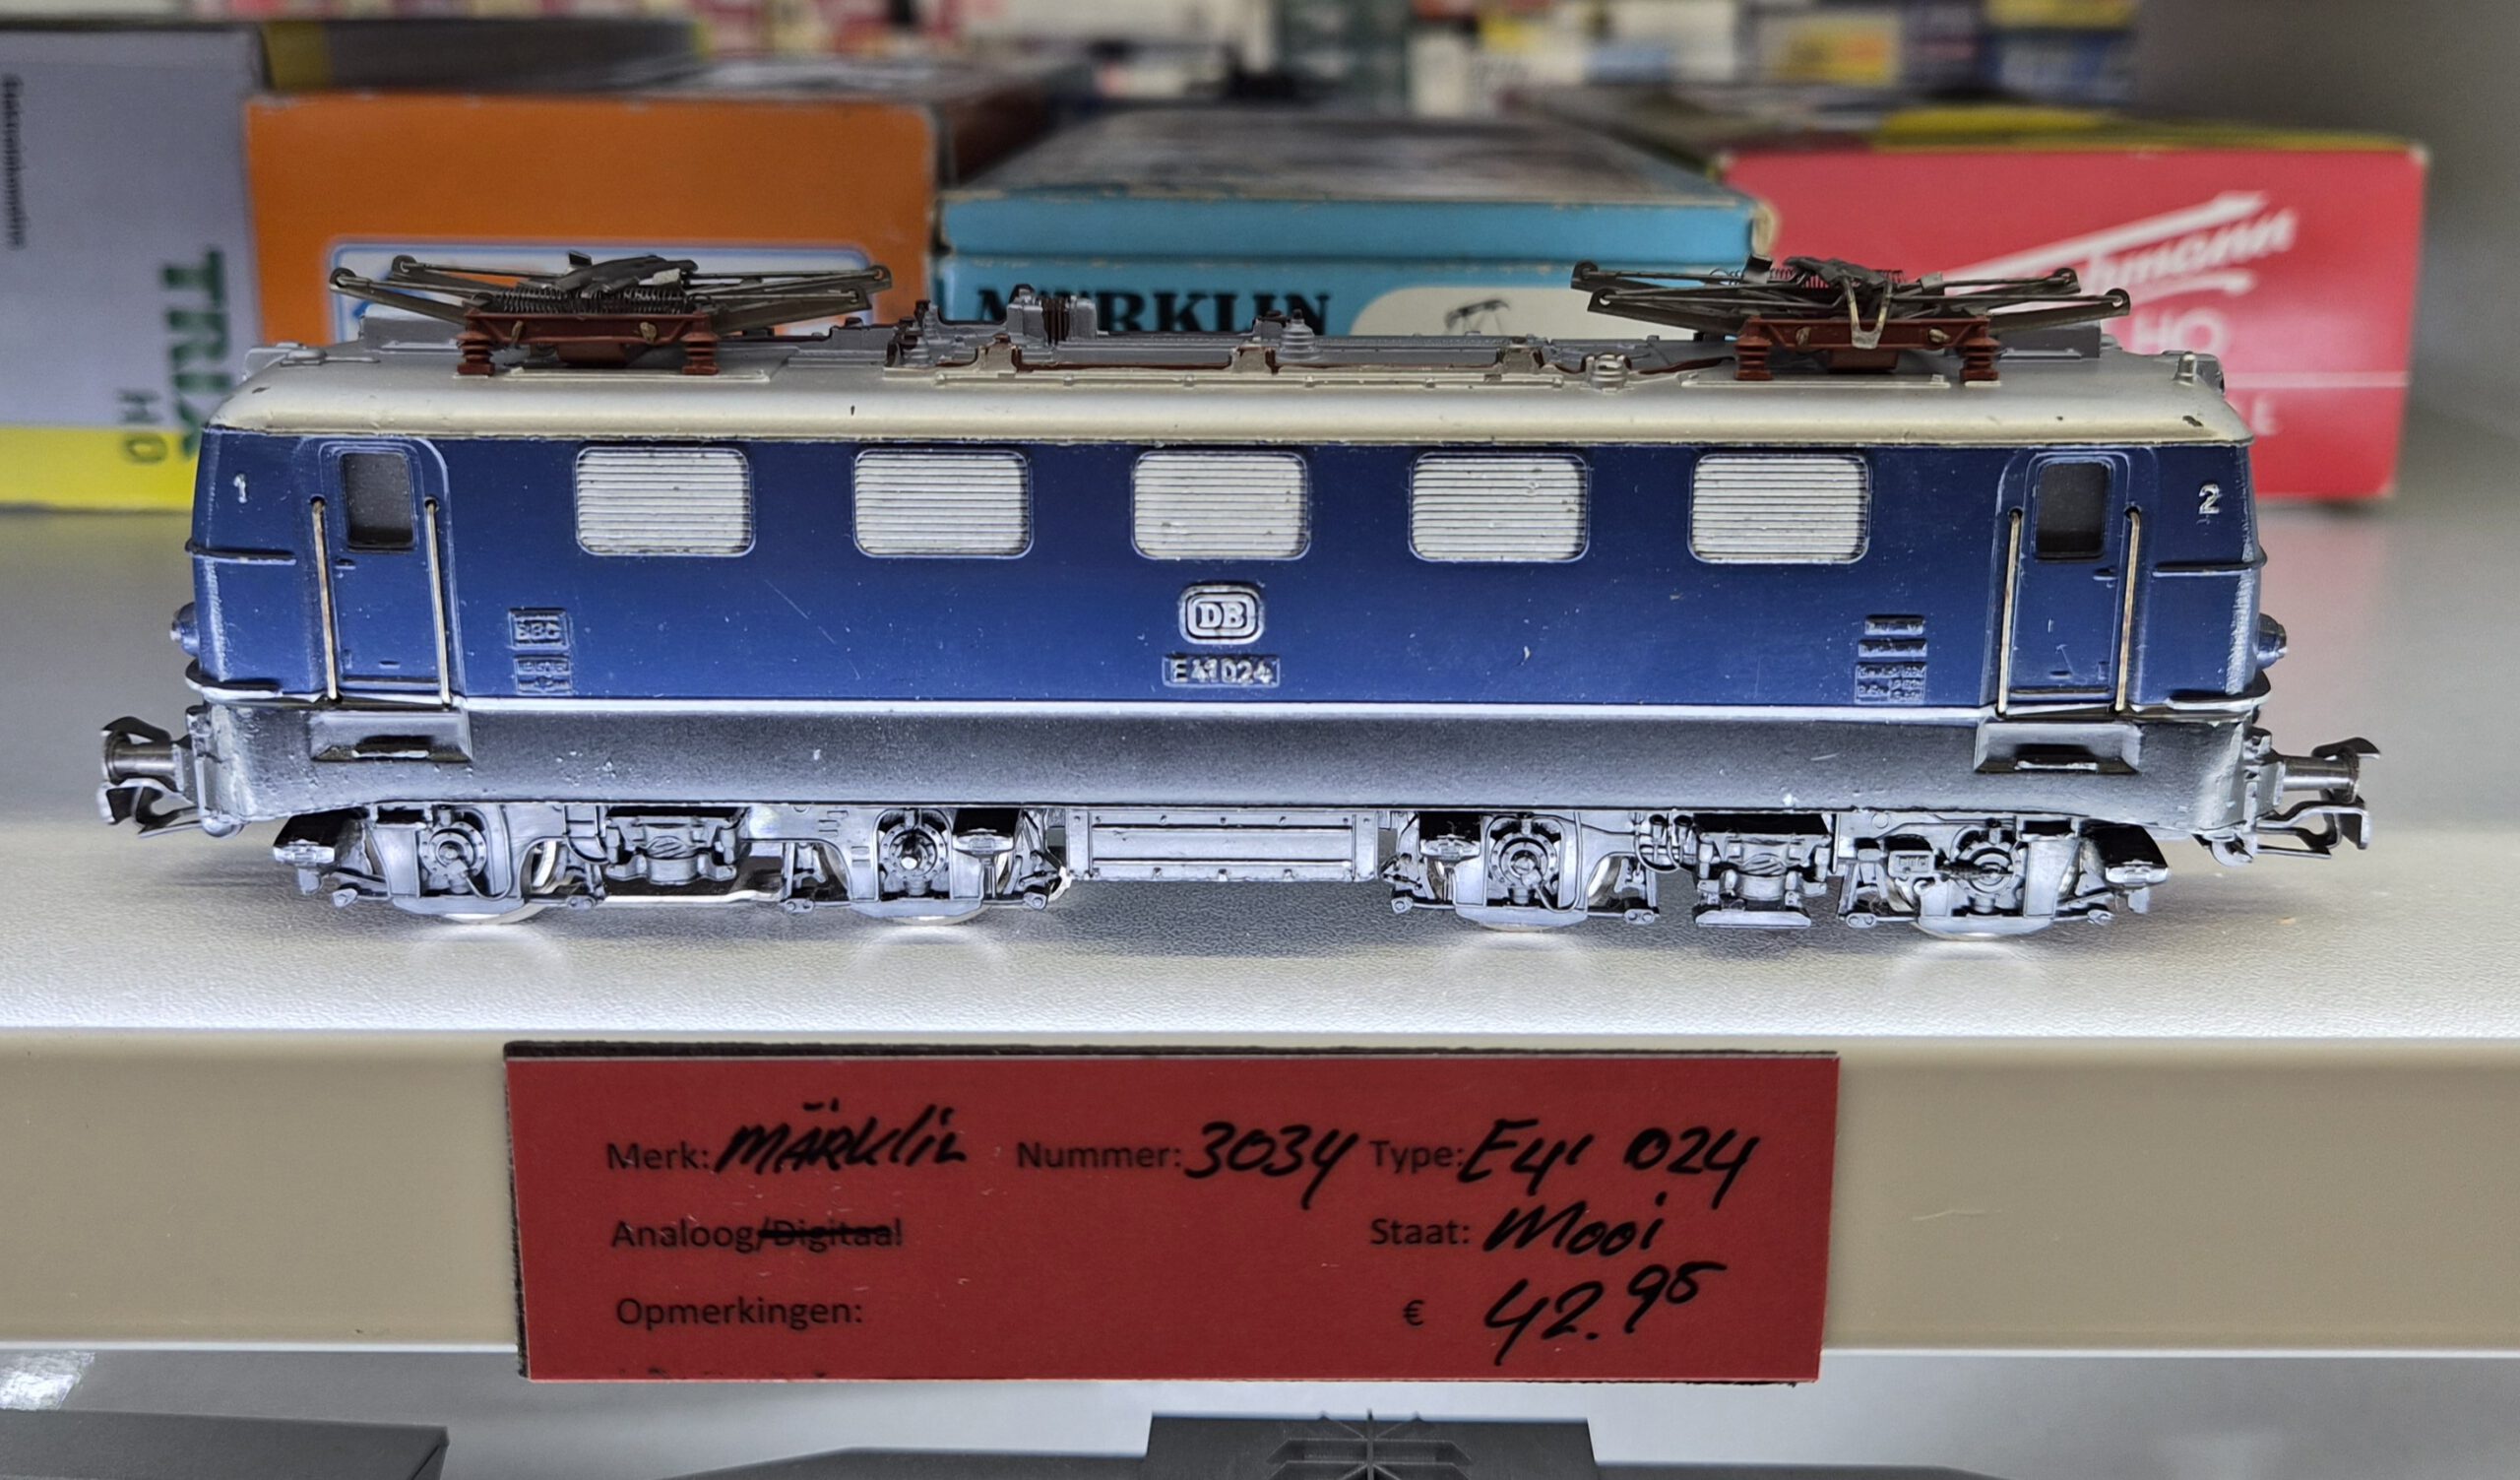 TRIX
H0
MÄRKLIN
HO
1
2
BBC
DB
E 41 024
Merk: MÄRKlin Nummer: 3034 Type: E41 024
Analoog/Digitaal Staat: Mooi
Opmerkingen: € 42.95